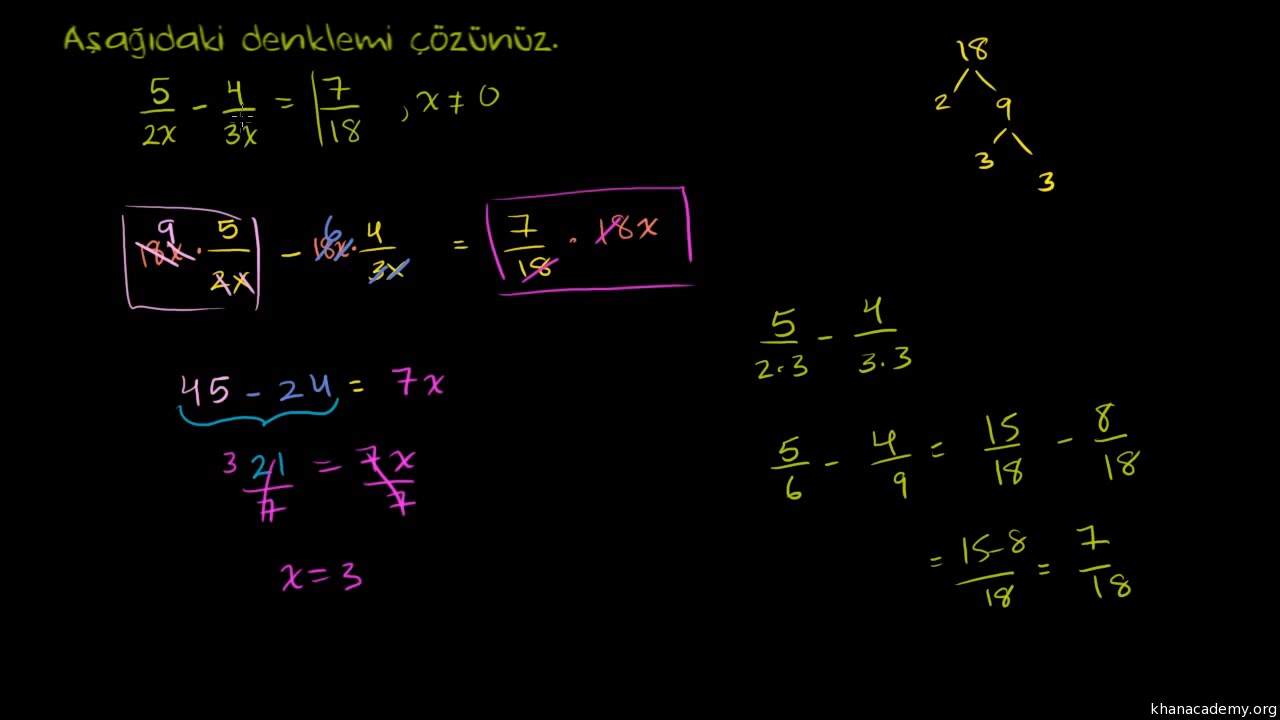 Aşağıdaki denklemi çözünüz.
5/2x - 4/3x = 7/18 , x ≠ 0
18
2 9
3 3
9 6
18x · 5/2x - 18x · 4/3x = 7/18 · 18x
45 - 24 = 7x
3 21/7 = 7x/7
x = 3
5/2·3 - 4/3·3
5/6 - 4/9 = 15/18 - 8/18
= 15-8/18 = 7/18
khanacademy.org